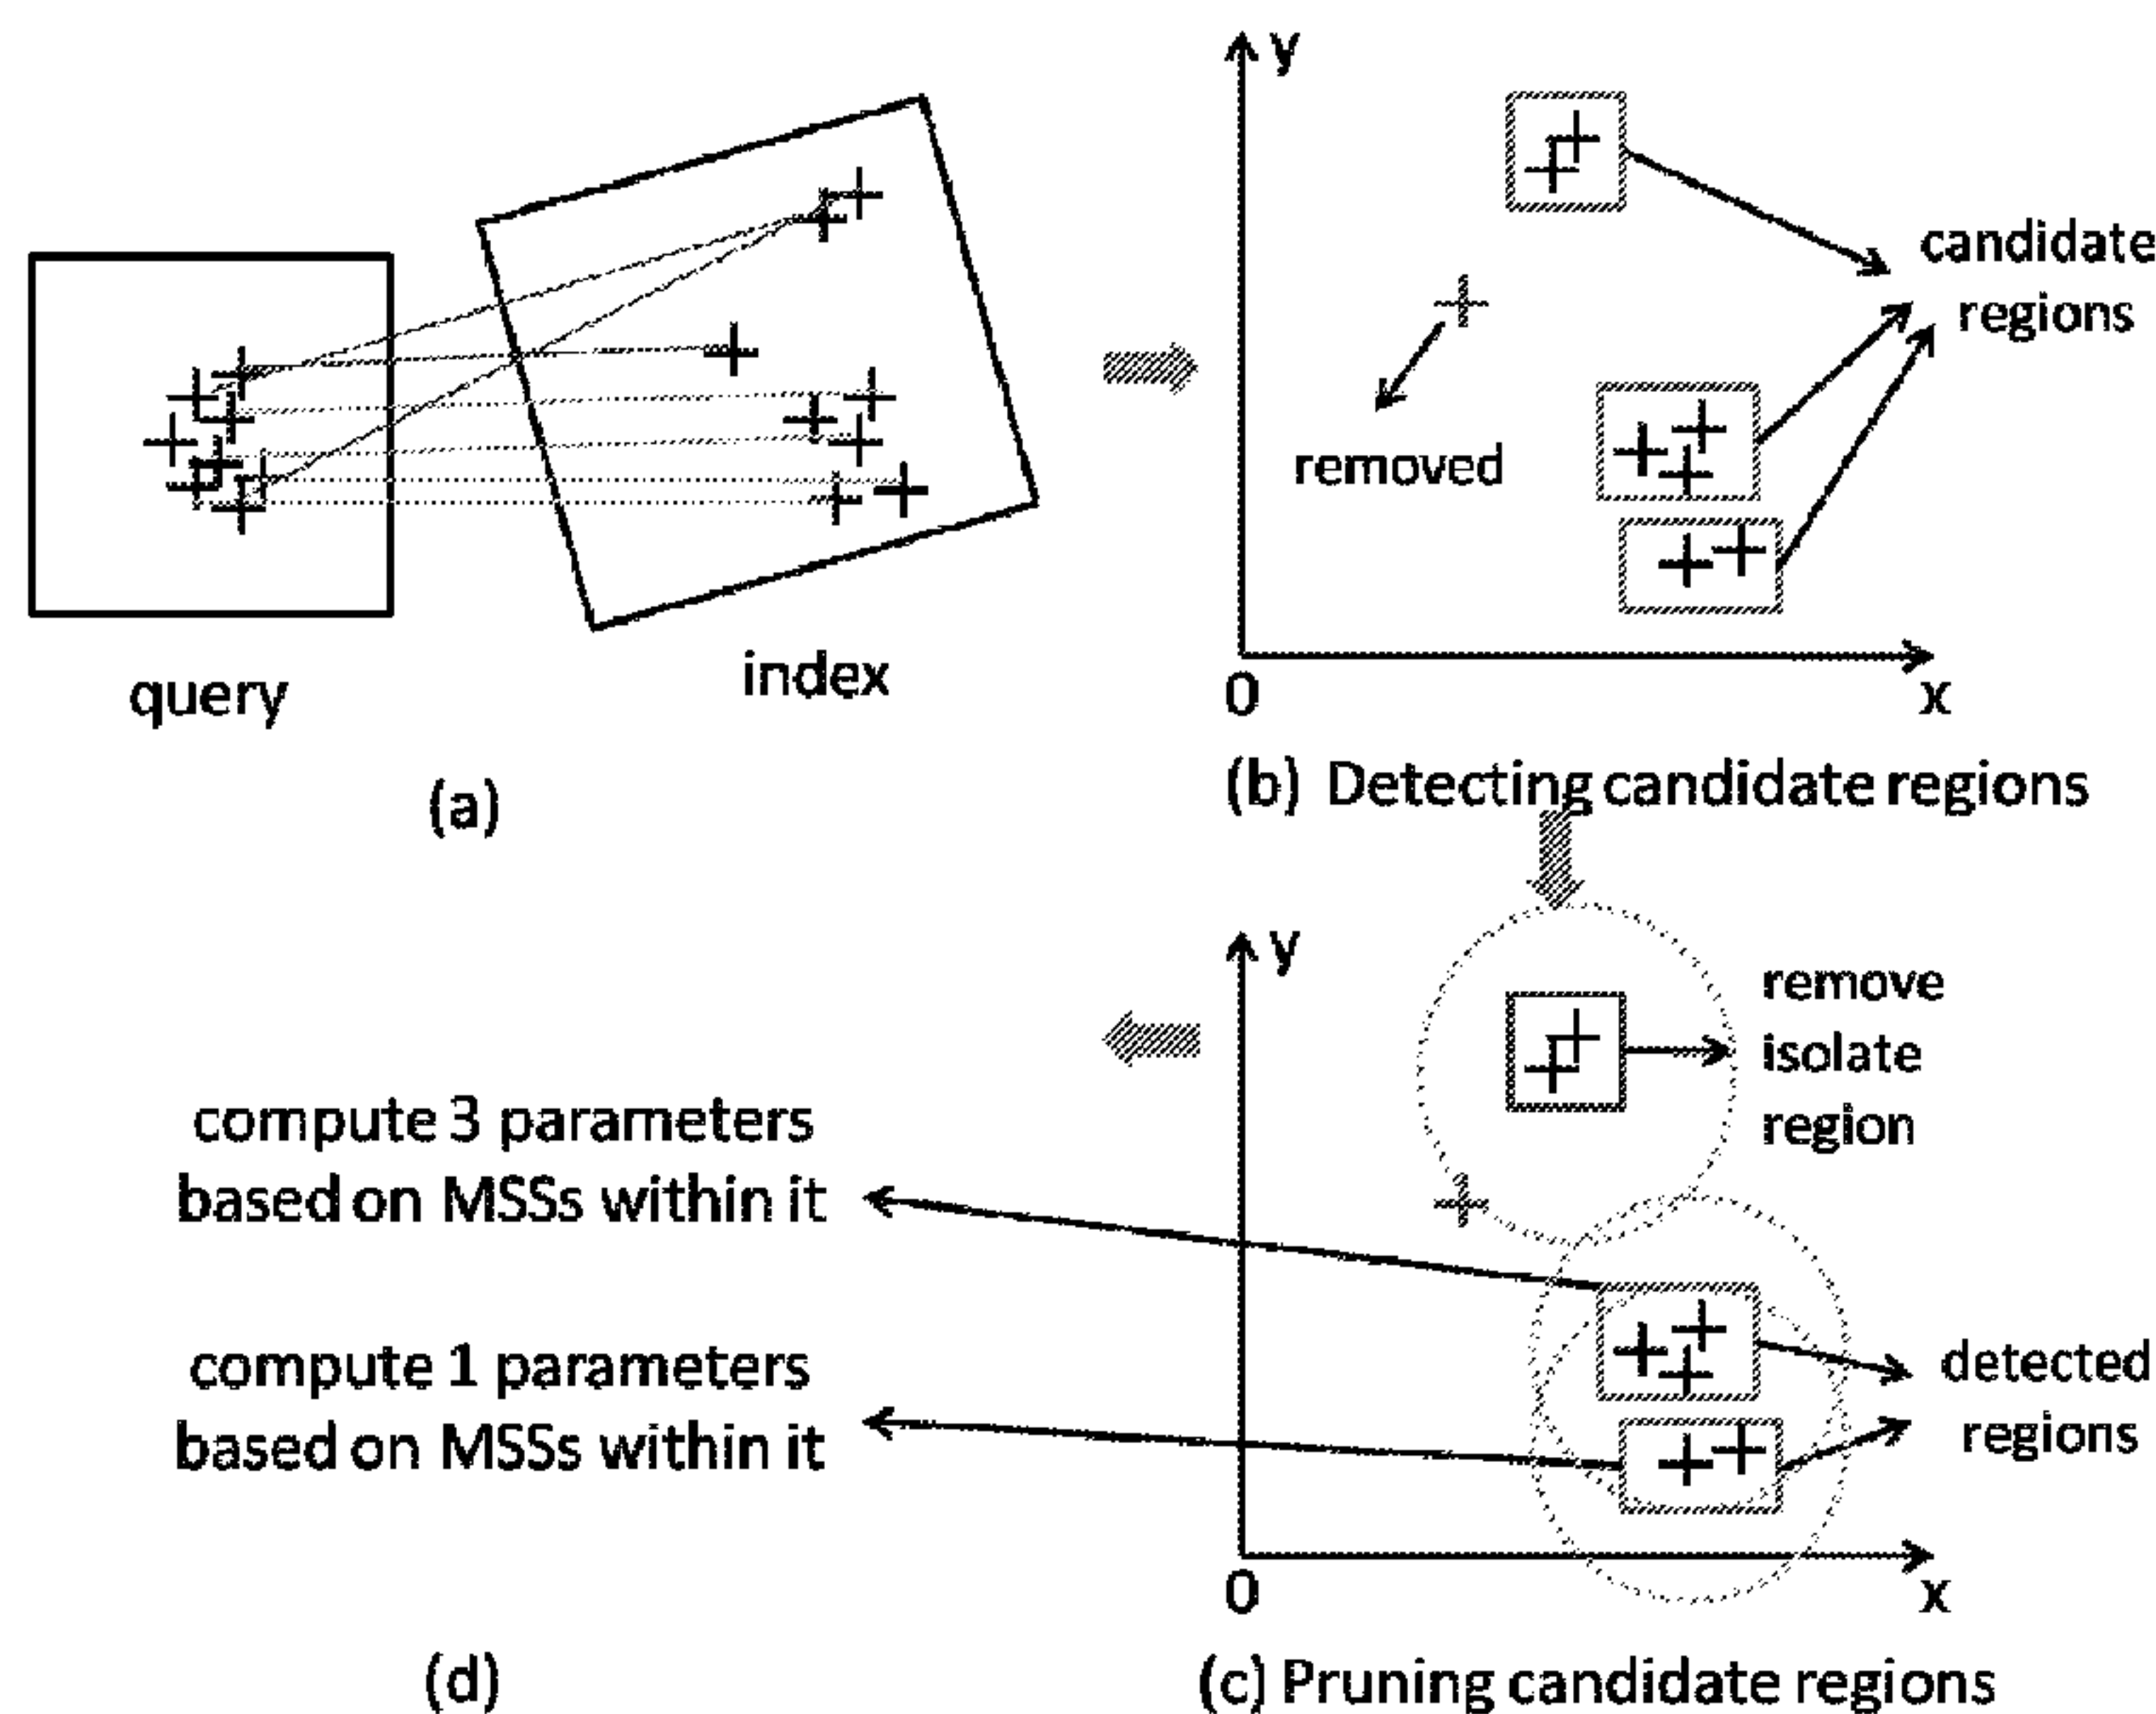 query
index
(a)
y
candidate
regions
removed
0
x
(b) Detecting candidate regions
y
remove
isolate
region
detected
regions
0
x
(c) Pruning candidate regions
compute 3 parameters
based on MSSs within it
compute 1 parameters
based on MSSs within it
(d)